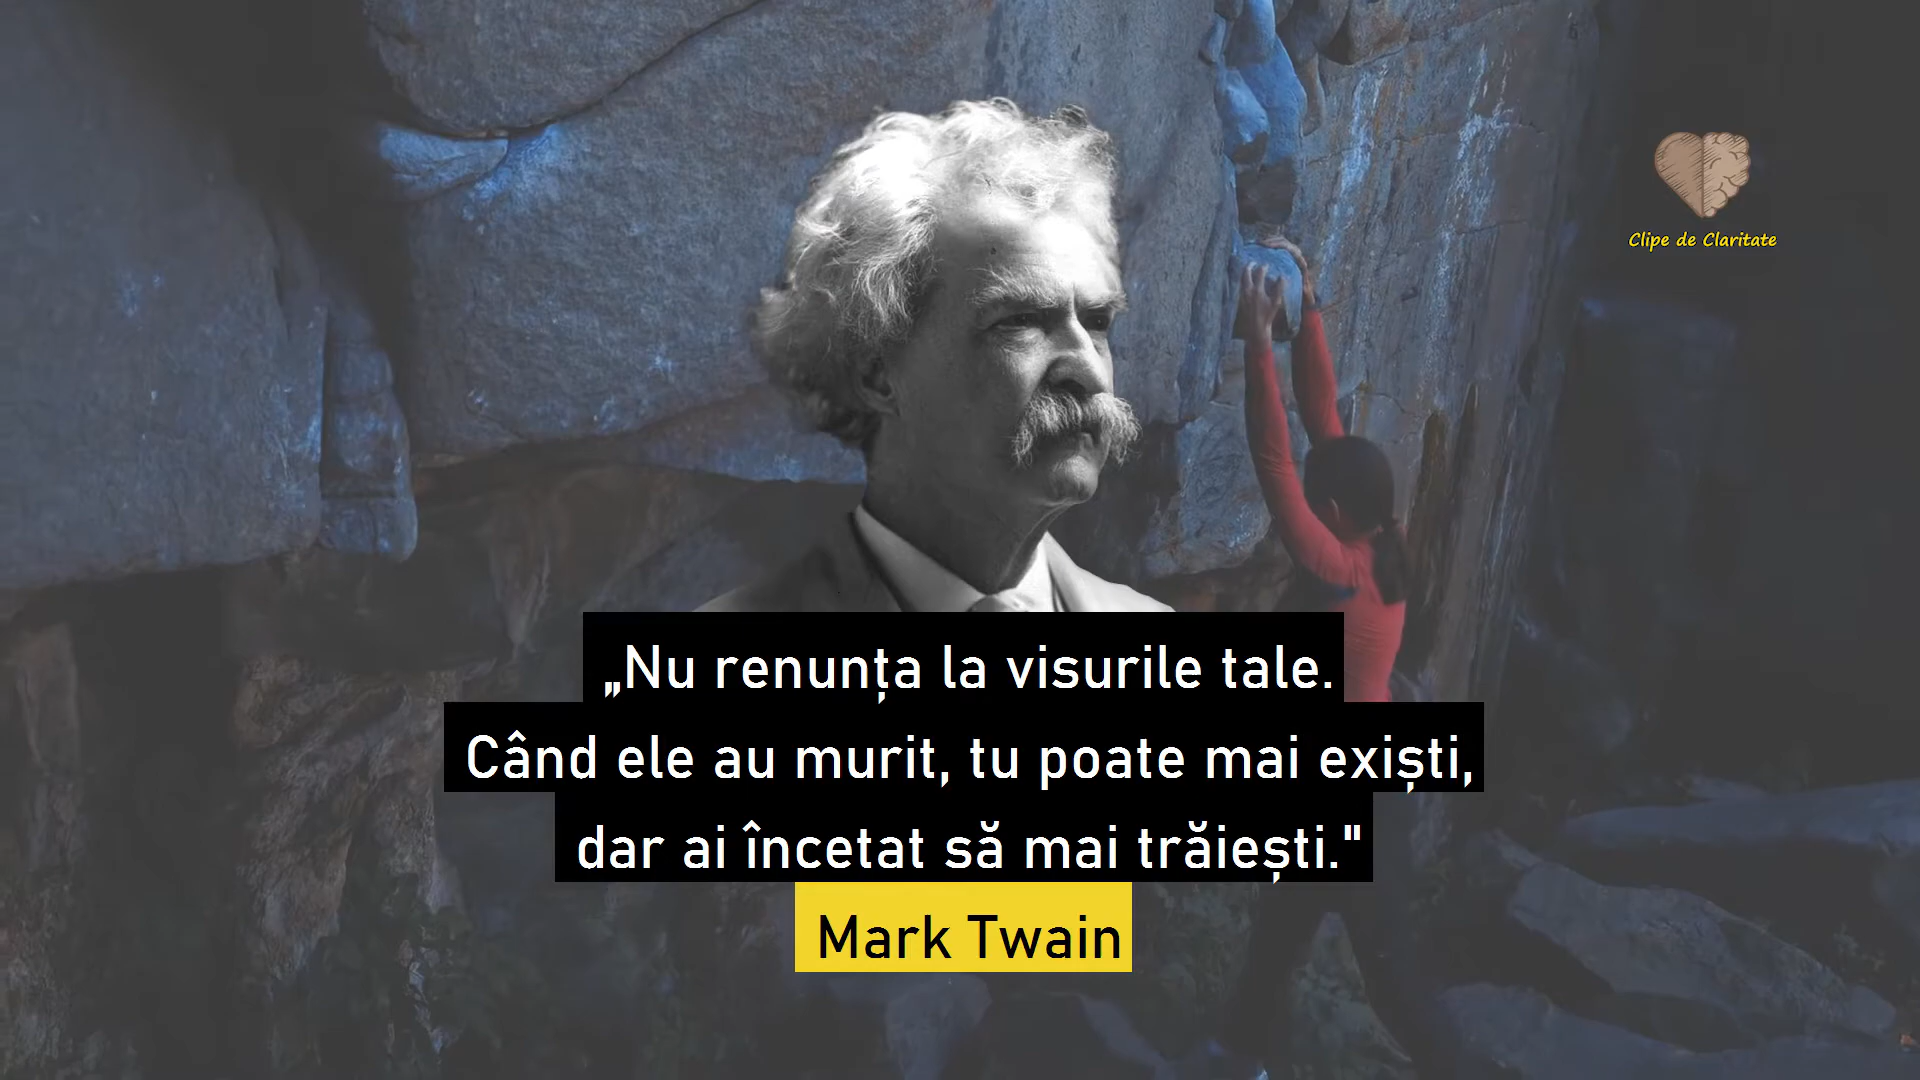 Clipe de Claritate
„Nu renunța la visurile tale.
Când ele au murit, tu poate mai exiști,
dar ai încetat să mai trăiești."
Mark Twain